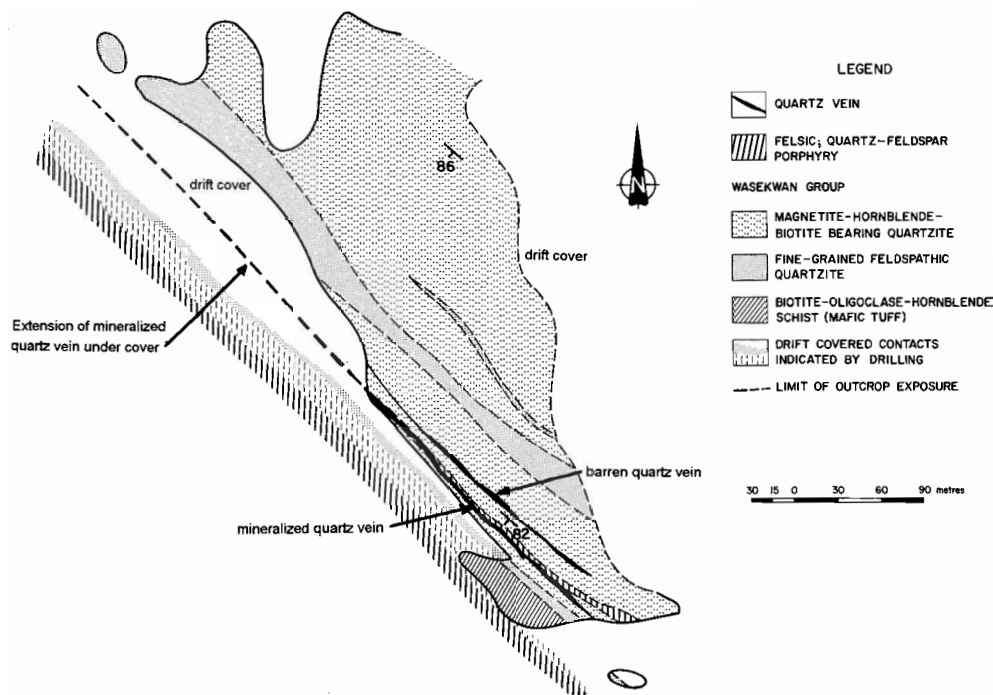 LEGEND
QUARTZ VEIN
FELSIC; QUARTZ-FELDSPAR
PORPHYRY
WASEKWAN GROUP
MAGNETITE-HORNBLENDE-
BIOTITE BEARING QUARTZITE
FINE-GRAINED FELDSPATHIC
QUARTZITE
BIOTITE-OLIGOCLASE-HORNBLENDE
SCHIST (MAFIC TUFF)
DRIFT COVERED CONTACTS
INDICATED BY DRILLING
LIMIT OF OUTCROP EXPOSURE
30 15 0 30 60 90 metres
N
86
drift cover
drift cover
Extension of mineralized
quartz vein under cover
barren quartz vein
mineralized quartz vein
82